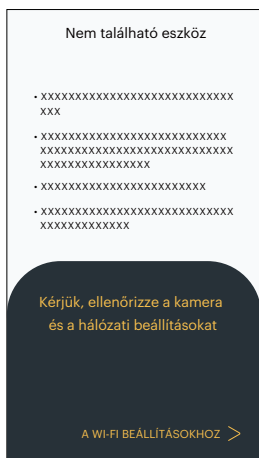 Nem található eszköz
• xxxxxxxxxxxxxxxxxxxxxxxxxxxx
xxx
• xxxxxxxxxxxxxxxxxxxxxxxxxxx
xxxxxxxxxxxxxxxxxxxxxxxxxxxx
xxxxxxxxxxxxxxxx
• xxxxxxxxxxxxxxxxxxxxxxxx
• xxxxxxxxxxxxxxxxxxxxxxxxxxxx
xxxxxxxxxxxxx
Kérjük, ellenőrizze a kamera
és a hálózati beállításokat
A WI-FI BEÁLLÍTÁSOKHOZ >